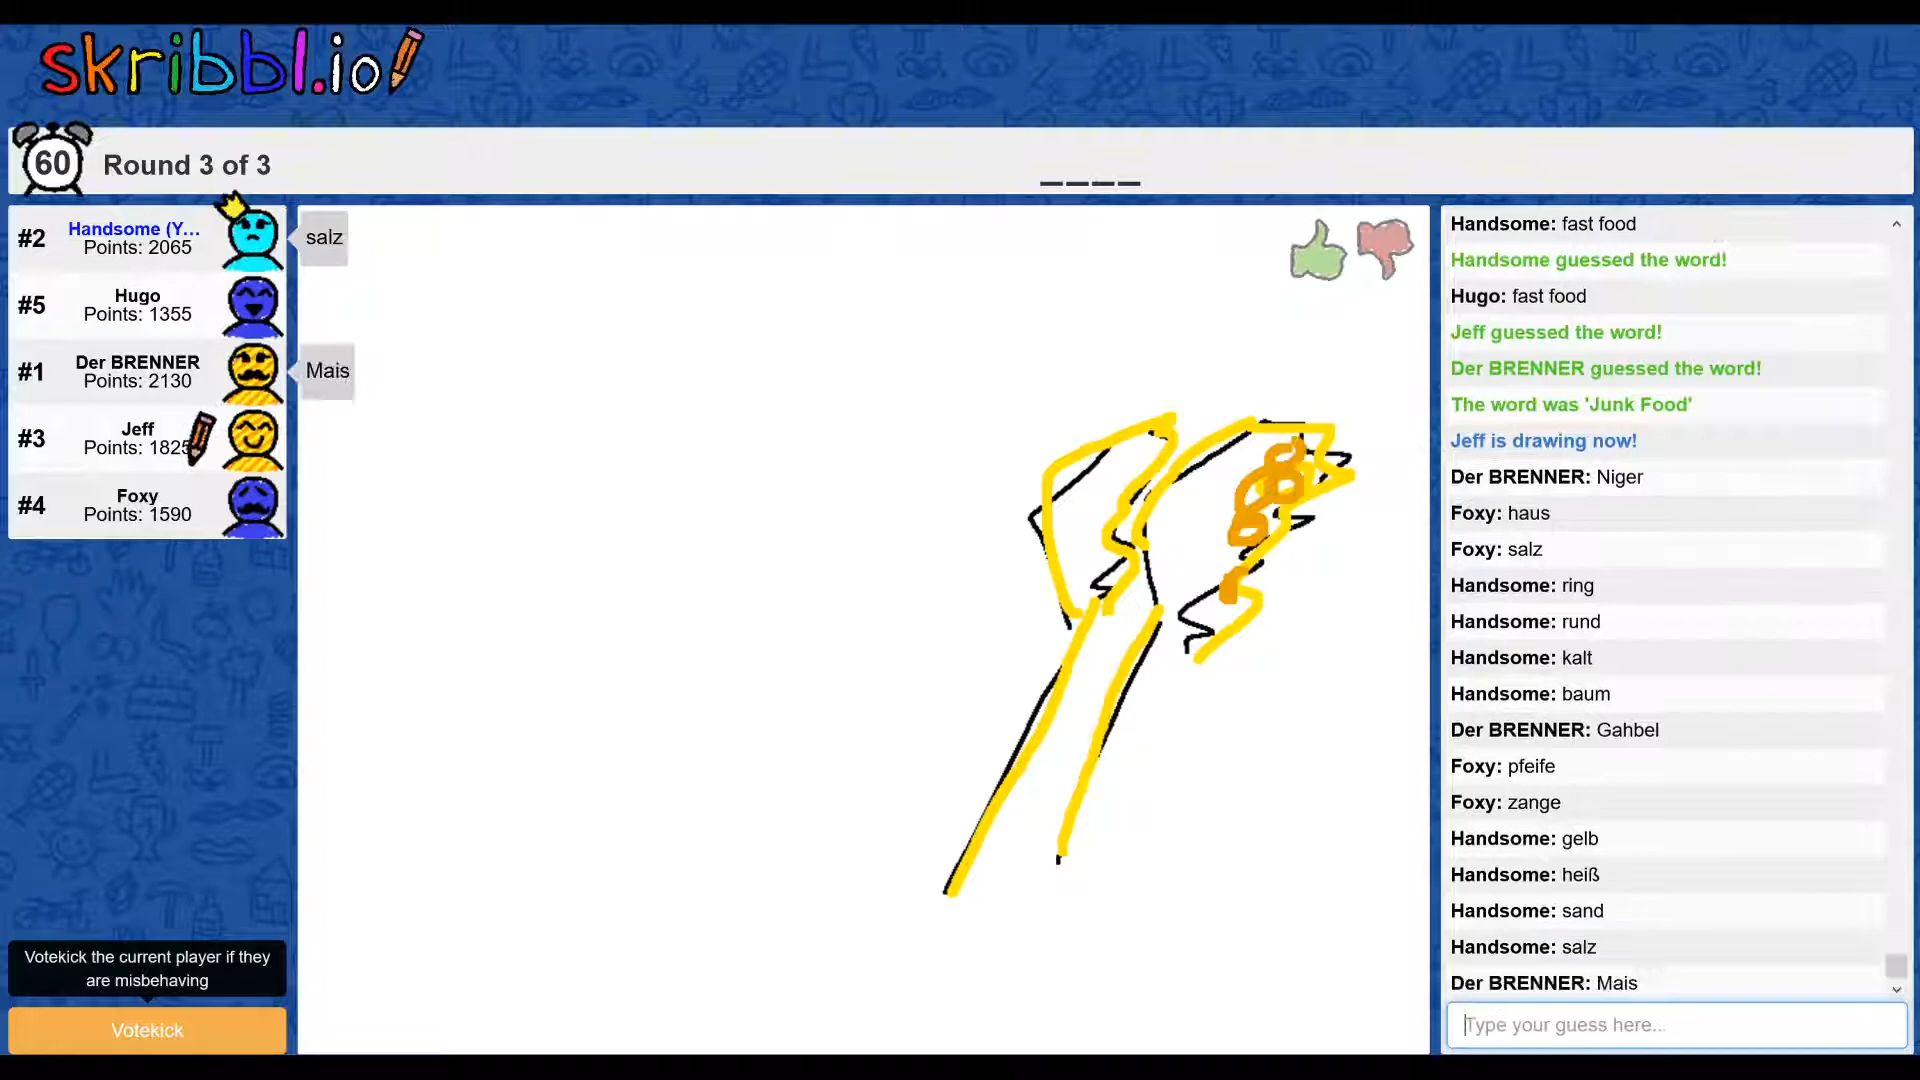 skribbl.io
60
Round 3 of 3
____
#2
Handsome (Y...
Points: 2065
salz
#5
Hugo
Points: 1355
#1
Der BRENNER
Points: 2130
Mais
#3
Jeff
Points: 1825
#4
Foxy
Points: 1590
Votekick the current player if they
are misbehaving
Votekick
Handsome: fast food
Handsome guessed the word!
Hugo: fast food
Jeff guessed the word!
Der BRENNER guessed the word!
The word was 'Junk Food'
Jeff is drawing now!
Der BRENNER: Niger
Foxy: haus
Foxy: salz
Handsome: ring
Handsome: rund
Handsome: kalt
Handsome: baum
Der BRENNER: Gahbel
Foxy: pfeife
Foxy: zange
Handsome: gelb
Handsome: heiß
Handsome: sand
Handsome: salz
Der BRENNER: Mais
Type your guess here...